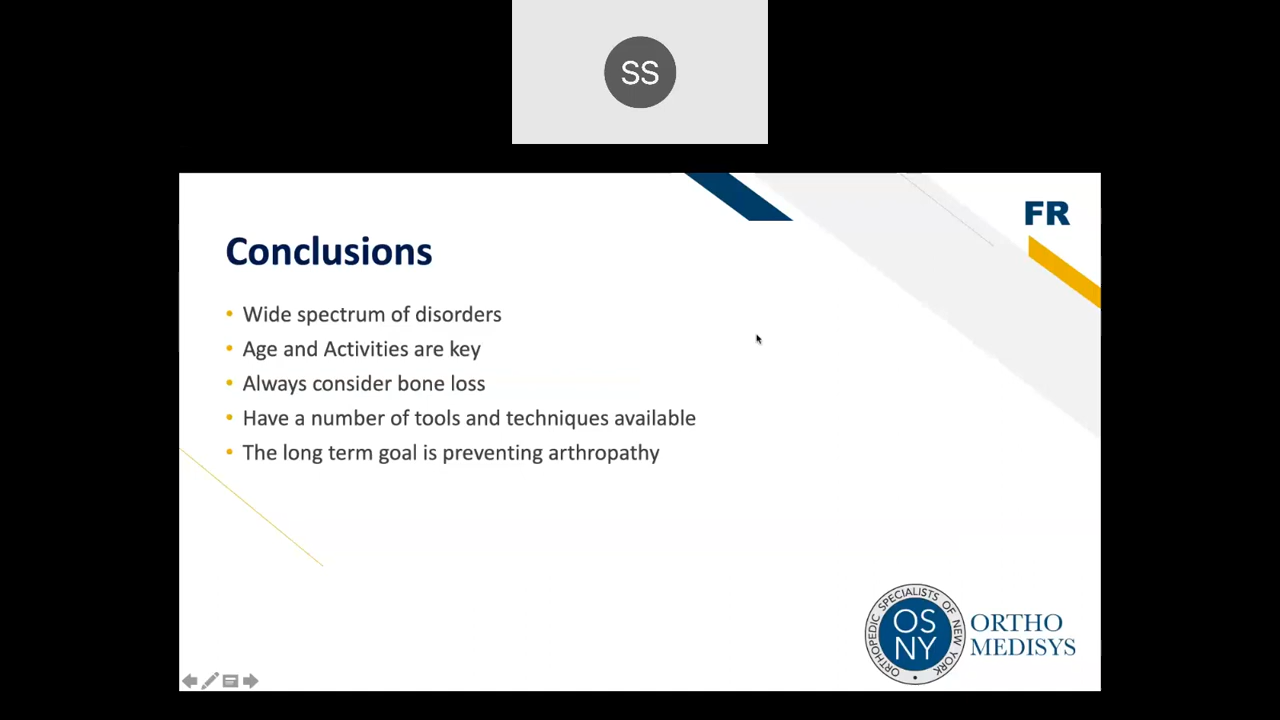 SS
FR
Conclusions
• Wide spectrum of disorders
• Age and Activities are key
• Always consider bone loss
• Have a number of tools and techniques available
• The long term goal is preventing arthropathy
ORTHOPEDIC SPECIALISTS OF NEW YORK
OS
NY
ORTHO
MEDISYS